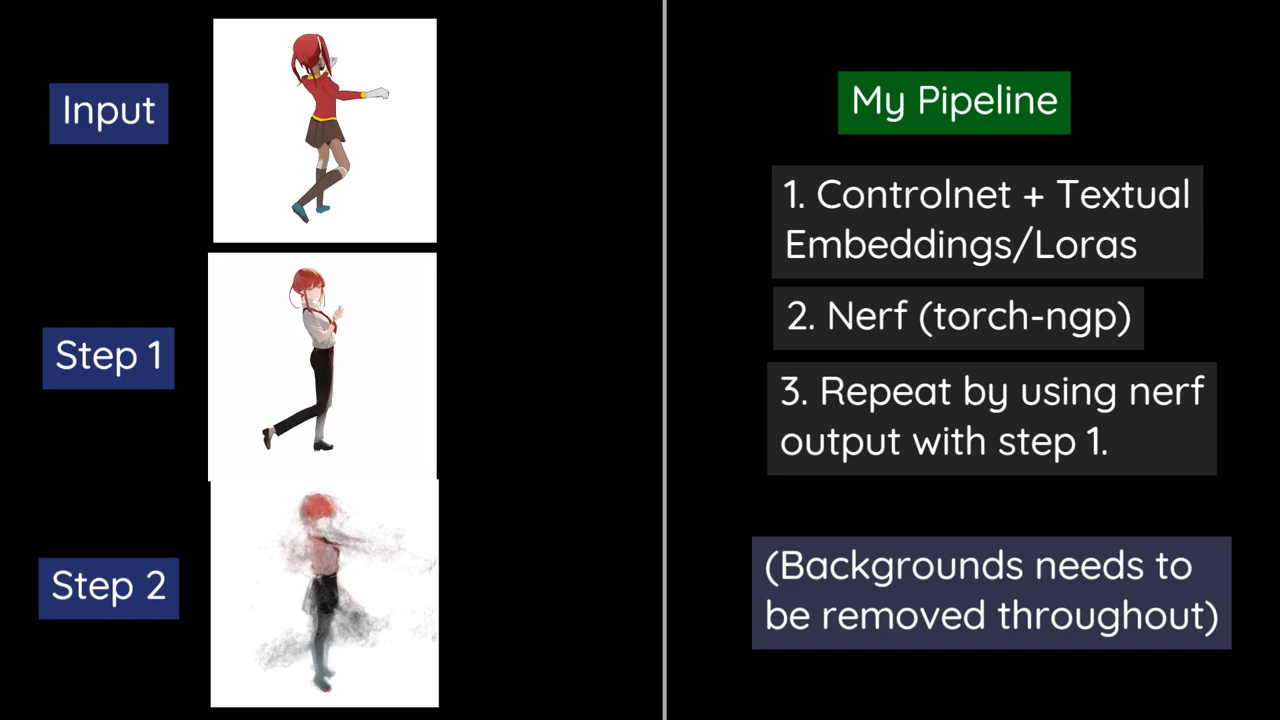 Input
Step 1
Step 2
My Pipeline
1. Controlnet + Textual
Embeddings/Loras
2. Nerf (torch-ngp)
3. Repeat by using nerf
output with step 1.
(Backgrounds needs to
be removed throughout)